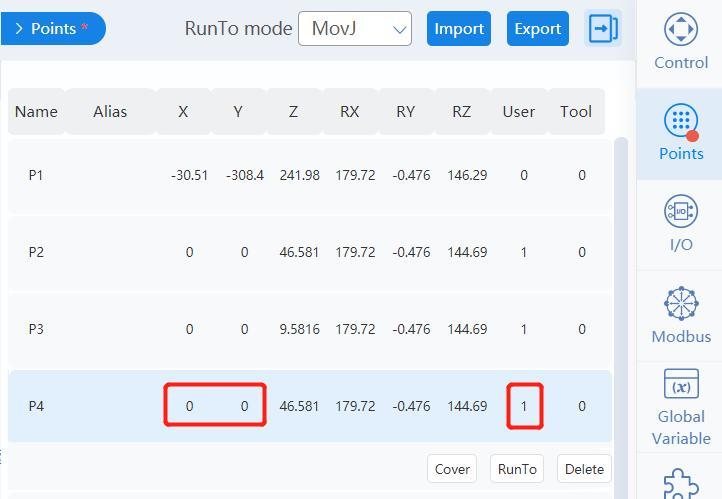 > Points *
RunTo mode MovJ Import Export
Name Alias X Y Z RX RY RZ User Tool
P1 -30.51 -308.4 241.98 179.72 -0.476 146.29 0 0
P2 0 0 46.581 179.72 -0.476 144.69 1 0
P3 0 0 9.5816 179.72 -0.476 144.69 1 0
P4 0 0 46.581 179.72 -0.476 144.69 1 0
Cover RunTo Delete
Control
Points
I/O
I/O
Modbus
(x)
Global
Variable